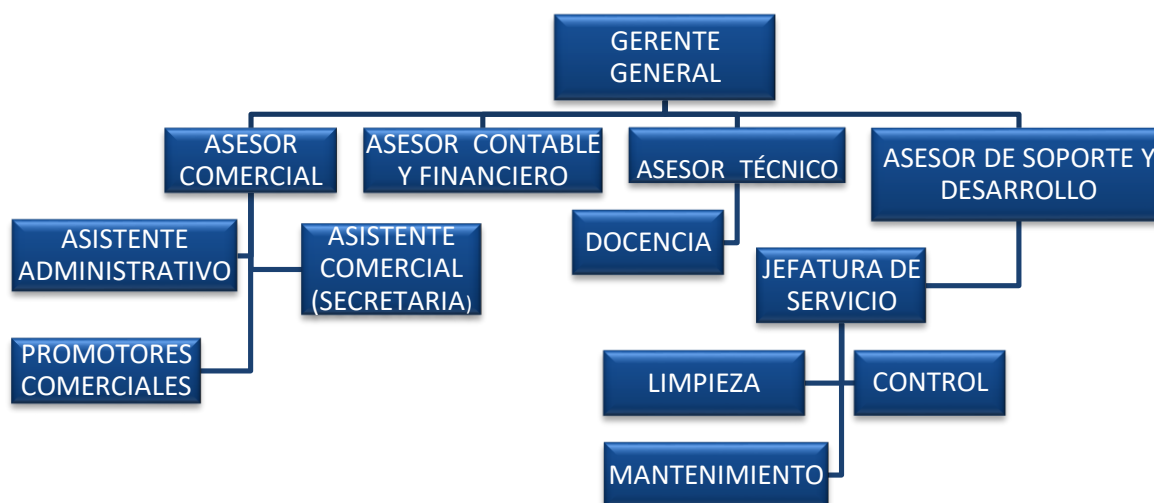 GERENTE
GENERAL
ASESOR
COMERCIAL
ASESOR CONTABLE
Y FINANCIERO
ASESOR TÉCNICO
ASESOR DE SOPORTE Y
DESARROLLO
ASISTENTE
ADMINISTRATIVO
ASISTENTE
COMERCIAL
(SECRETARIA)
DOCENCIA
JEFATURA DE
SERVICIO
PROMOTORES
COMERCIALES
LIMPIEZA
CONTROL
MANTENIMIENTO